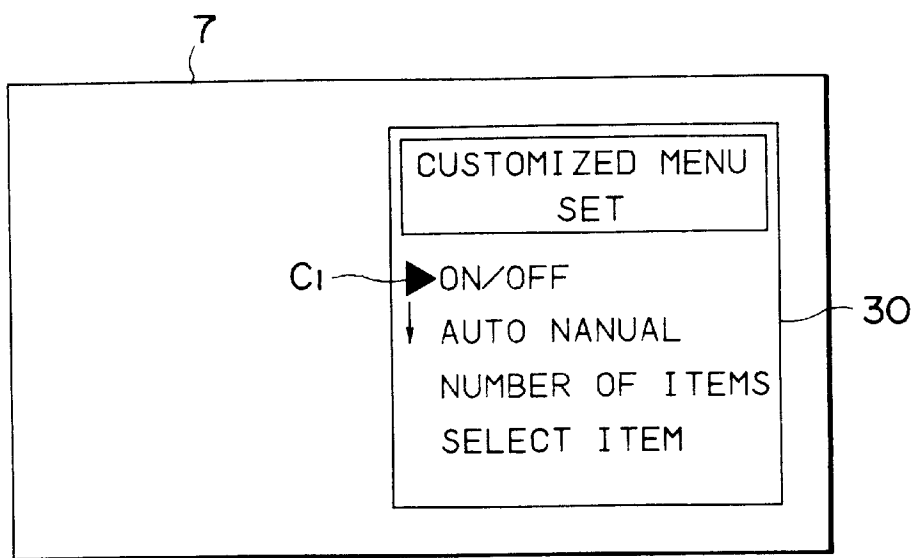 7
CUSTOMIZED MENU
SET
C1 ON/OFF
30
AUTO NANUAL
NUMBER OF ITEMS
SELECT ITEM